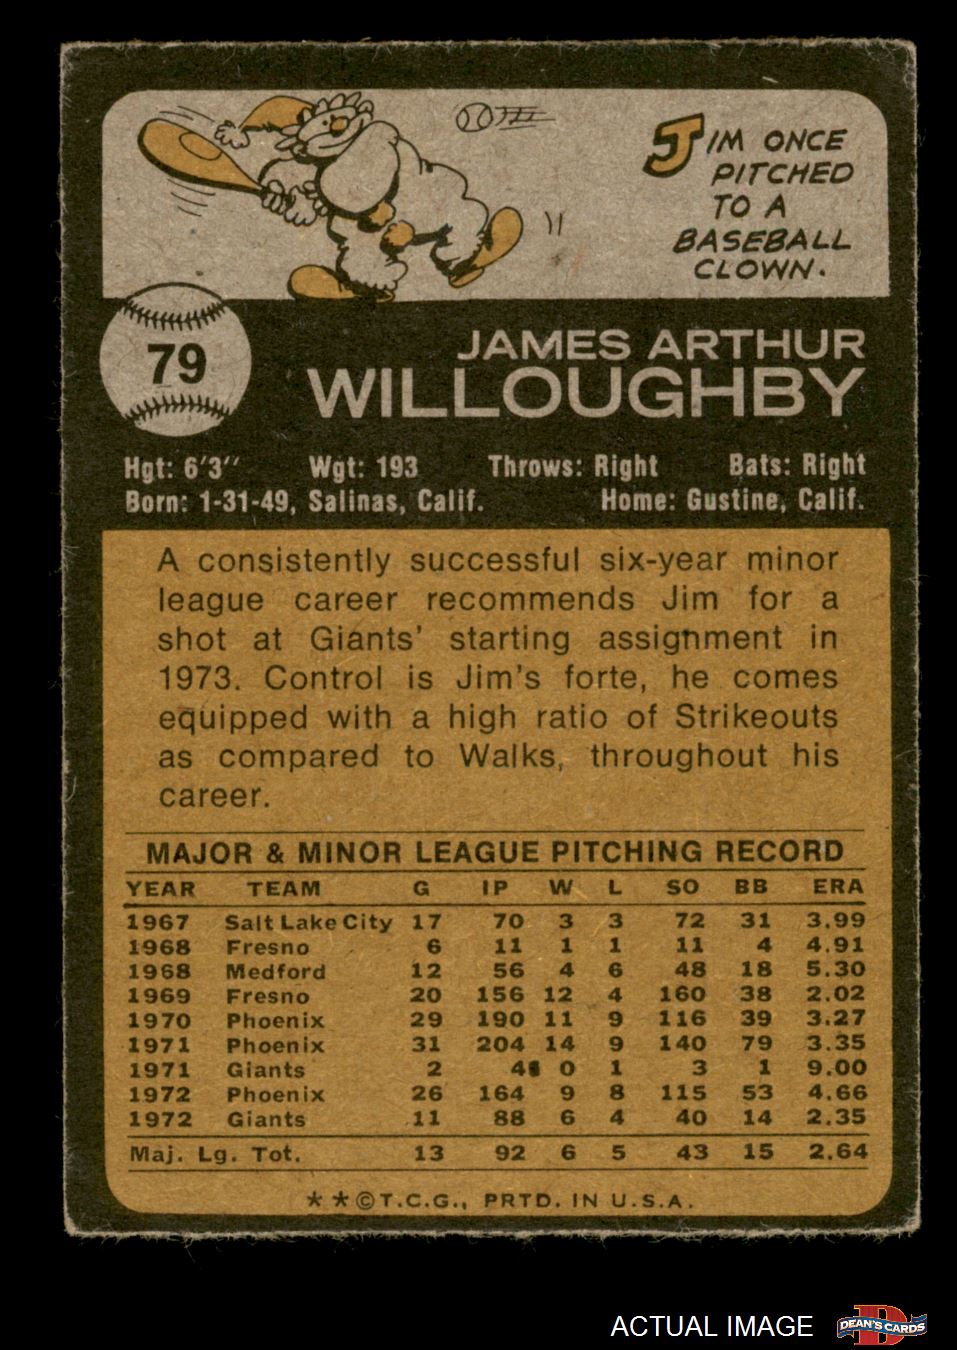 JIM ONCE
PITCHED
TO A
BASEBALL
CLOWN.
79
JAMES ARTHUR
WILLOUGHBY
Hgt: 6'3" Wgt: 193 Throws: Right Bats: Right
Born: 1-31-49, Salinas, Calif. Home: Gustine, Calif.
A consistently successful six-year minor
league career recommends Jim for a
shot at Giants' starting assignment in
1973. Control is Jim's forte, he comes
equipped with a high ratio of Strikeouts
as compared to Walks, throughout his
career.
MAJOR & MINOR LEAGUE PITCHING RECORD
YEAR TEAM G IP W L SO BB ERA
1967 Salt Lake City 17 70 3 3 72 31 3.99
1968 Fresno 6 11 1 1 11 4 4.91
1968 Medford 12 56 4 6 48 18 5.30
1969 Fresno 20 156 12 4 160 38 2.02
1970 Phoenix 29 190 11 9 116 39 3.27
1971 Phoenix 31 204 14 9 140 79 3.35
1971 Giants 2 4 0 1 3 1 9.00
1972 Phoenix 26 164 9 8 115 53 4.66
1972 Giants 11 88 6 4 40 14 2.35
Maj. Lg. Tot. 13 92 6 5 43 15 2.64
★★©T.C.G., PRTD. IN U.S.A.
ACTUAL IMAGE D DEAN'S CARDS